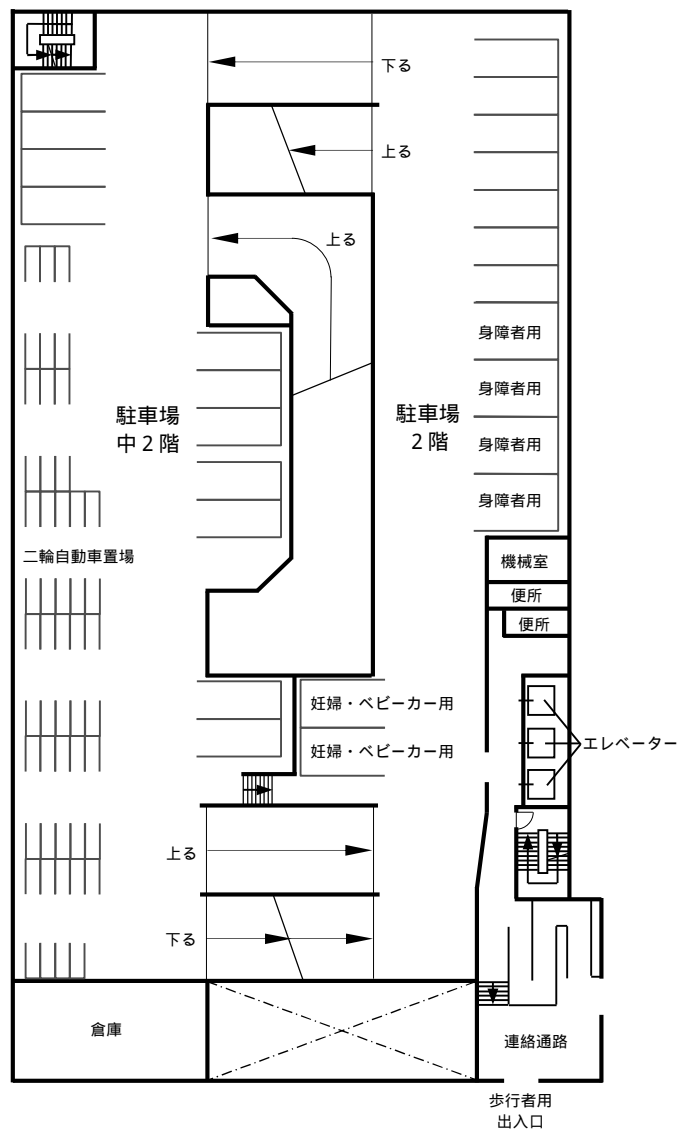 下る
上る
上る
身障者用
身障者用
身障者用
身障者用
駐車場
中2階
駐車場
2階
二輪自動車置場
機械室
便所
便所
妊婦・ベビーカー用
妊婦・ベビーカー用
エレベーター
上る
下る
倉庫
連絡通路
歩行者用
出入口